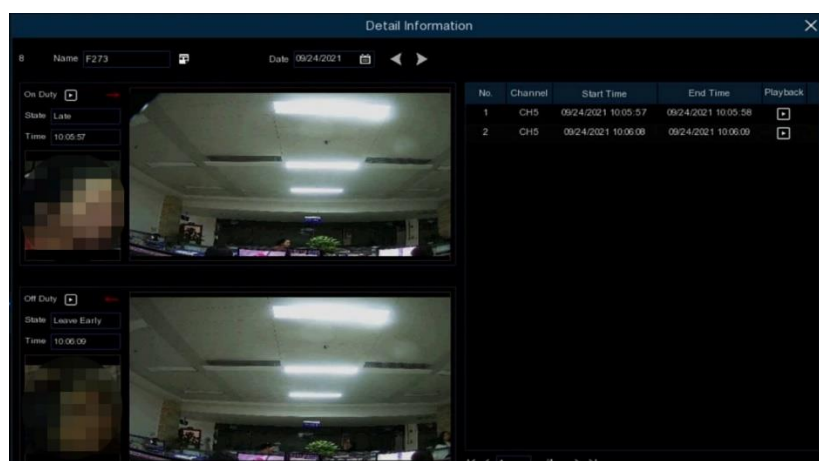 Detail Information
8 Name F273 Date 09/24/2021
On Duty
State Late
Time 10:05:57
No. Channel Start Time End Time Playback
1 CH5 09/24/2021 10:05:58 09/24/2021 10:05:58
2 CH5 09/24/2021 10:06:08 09/24/2021 10:06:09
Off Duty
State Leave Early
Time 10:06:09